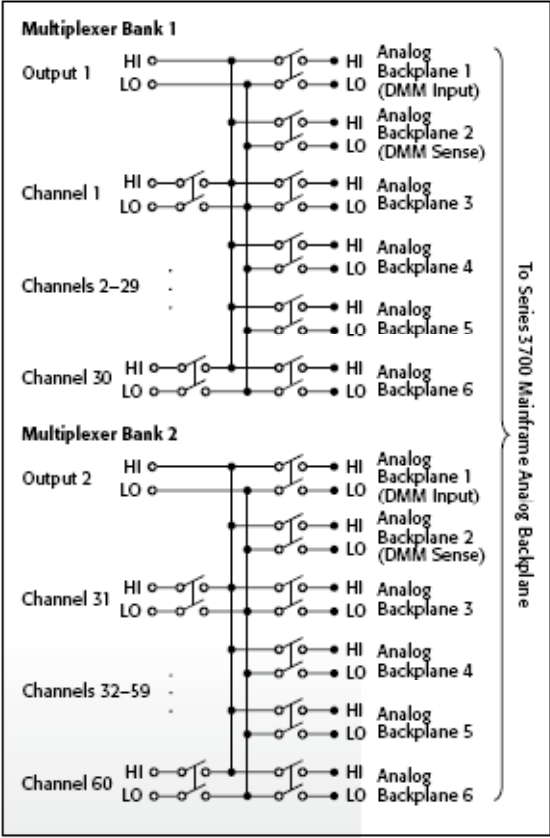 Multiplexer Bank 1
Output 1
HI
LO
HI
LO
Analog
Backplane 1
(DMM Input)
HI
LO
Analog
Backplane 2
(DMM Sense)
Channel 1
HI
LO
HI
LO
Analog
Backplane 3
Channels 2–29
HI
LO
Analog
Backplane 4
HI
LO
Analog
Backplane 5
Channel 30
HI
LO
HI
LO
Analog
Backplane 6
Multiplexer Bank 2
Output 2
HI
LO
HI
LO
Analog
Backplane 1
(DMM Input)
HI
LO
Analog
Backplane 2
(DMM Sense)
Channel 31
HI
LO
HI
LO
Analog
Backplane 3
Channels 32–59
HI
LO
Analog
Backplane 4
HI
LO
Analog
Backplane 5
Channel 60
HI
LO
HI
LO
Analog
Backplane 6
To Series 3700 Mainframe Analog Backplane